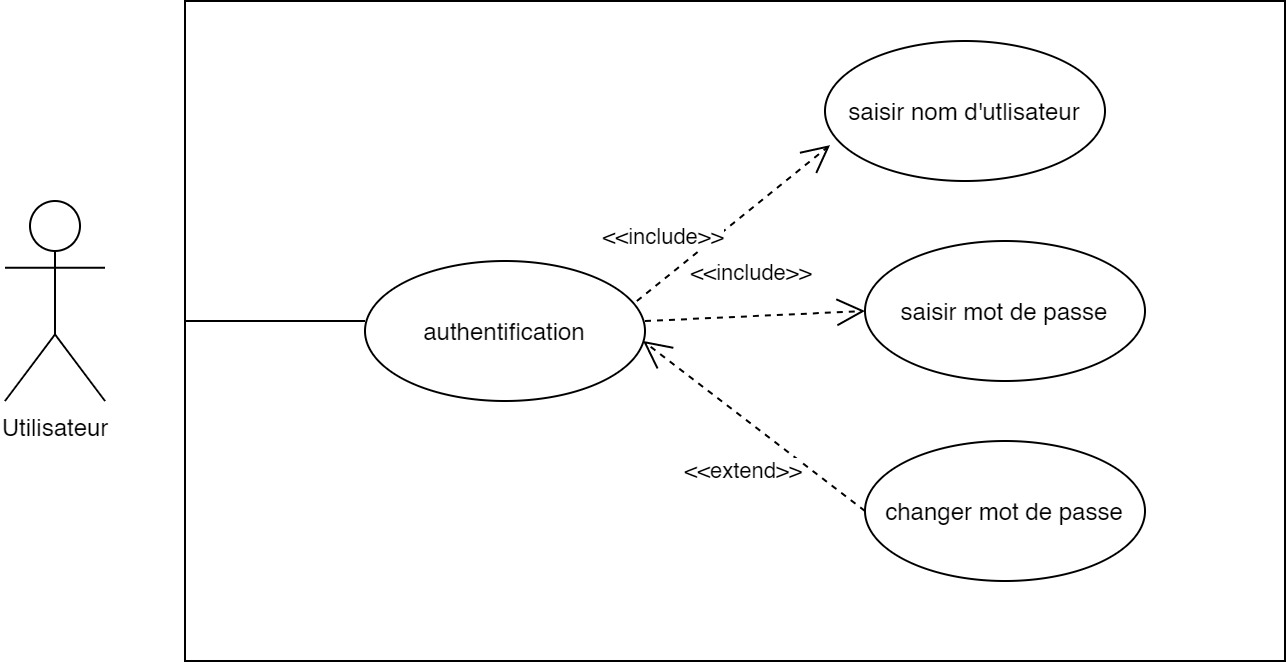 saisir nom d'utlisateur
<<include>>
<<include>>
saisir mot de passe
authentification
Utilisateur
<<extend>>
changer mot de passe